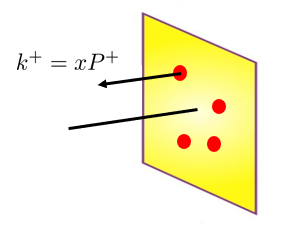 k⁺ = xP⁺